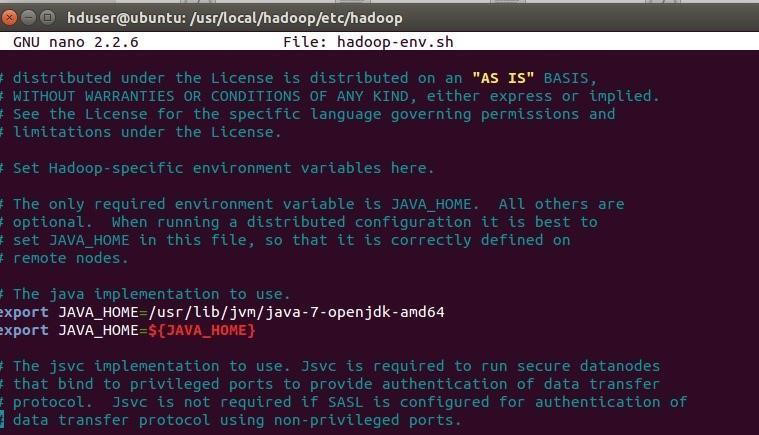 hduser@ubuntu: /usr/local/hadoop/etc/hadoop
GNU nano 2.2.6 File: hadoop-env.sh
# distributed under the License is distributed on an "AS IS" BASIS,
# WITHOUT WARRANTIES OR CONDITIONS OF ANY KIND, either express or implied.
# See the License for the specific language governing permissions and
# limitations under the License.
# Set Hadoop-specific environment variables here.
# The only required environment variable is JAVA_HOME.  All others are
# optional.  When running a distributed configuration it is best to
# set JAVA_HOME in this file, so that it is correctly defined on
# remote nodes.
# The java implementation to use.
export JAVA_HOME=/usr/lib/jvm/java-7-openjdk-amd64
export JAVA_HOME=${JAVA_HOME}
# The jsvc implementation to use. Jsvc is required to run secure datanodes
# that bind to privileged ports to provide authentication of data transfer
# protocol.  Jsvc is not required if SASL is configured for authentication of
# data transfer protocol using non-privileged ports.